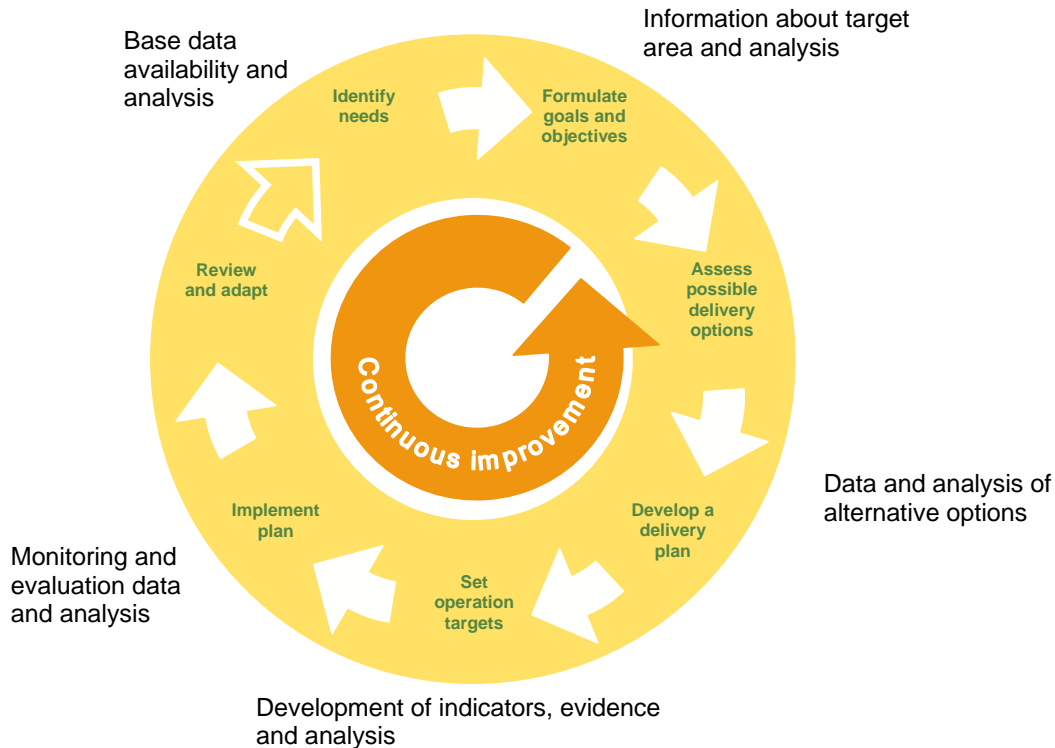 Information about target
area and analysis
Base data
availability and
analysis
Identify
needs
Formulate
goals and
objectives
Assess
possible
delivery
options
Review
and adapt
Continuous improvement
Develop a
delivery
plan
Data and analysis of
alternative options
Implement
plan
Set
operation
targets
Monitoring and
evaluation data
and analysis
Development of indicators, evidence
and analysis